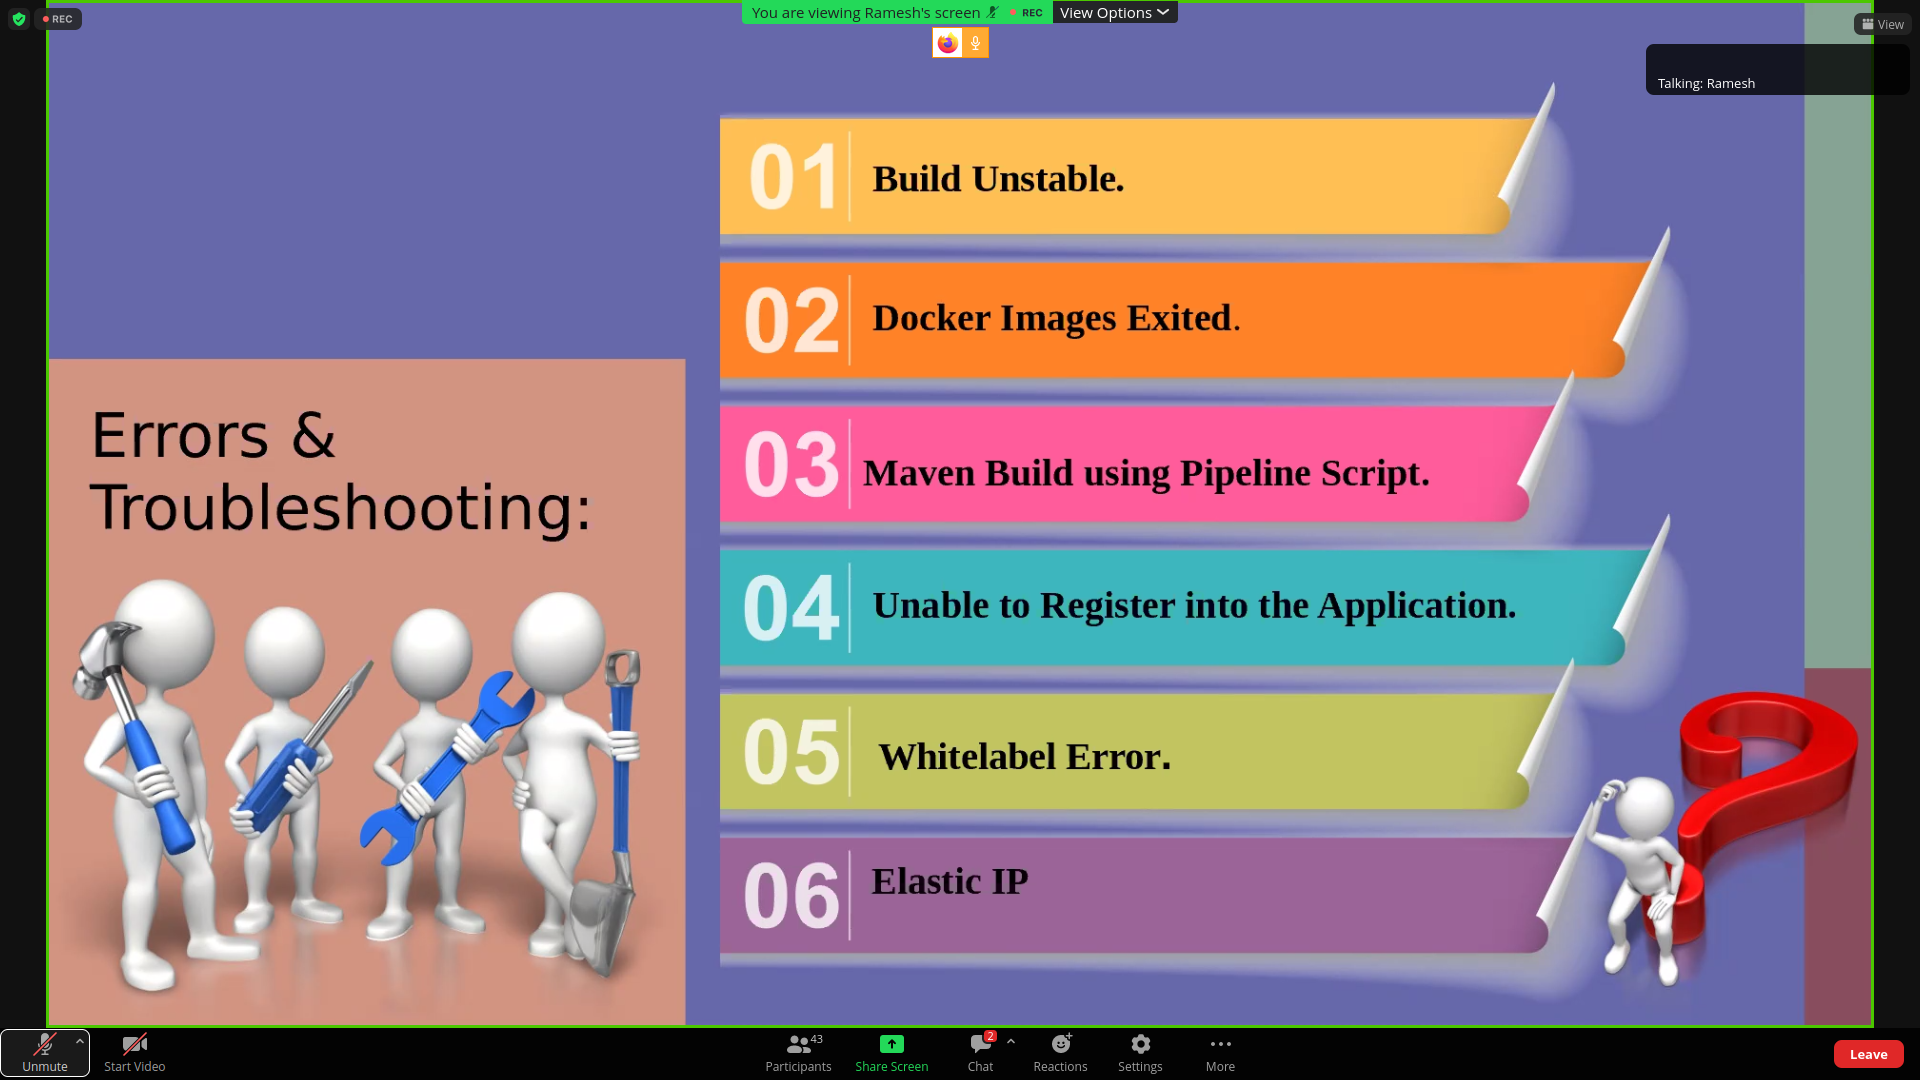 REC
You are viewing Ramesh's screen
REC
View Options
View
Talking: Ramesh
01 Build Unstable.
02 Docker Images Exited.
03 Maven Build using Pipeline Script.
04 Unable to Register into the Application.
05 Whitelabel Error.
06 Elastic IP
Errors &
Troubleshooting:
Unmute
Start Video
43
Participants
Share Screen
2
Chat
Reactions
Settings
More
Leave